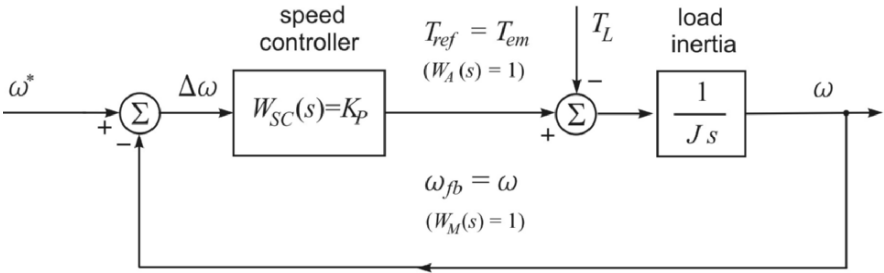 speed
controller
T_ref = T_em
(W_A(s) = 1)
T_L
load
inertia
ω*
Δω
ω
+
Σ
−
W_SC(s)=K_P
+
Σ
−
1
J s
ω_fb = ω
(W_M(s) = 1)